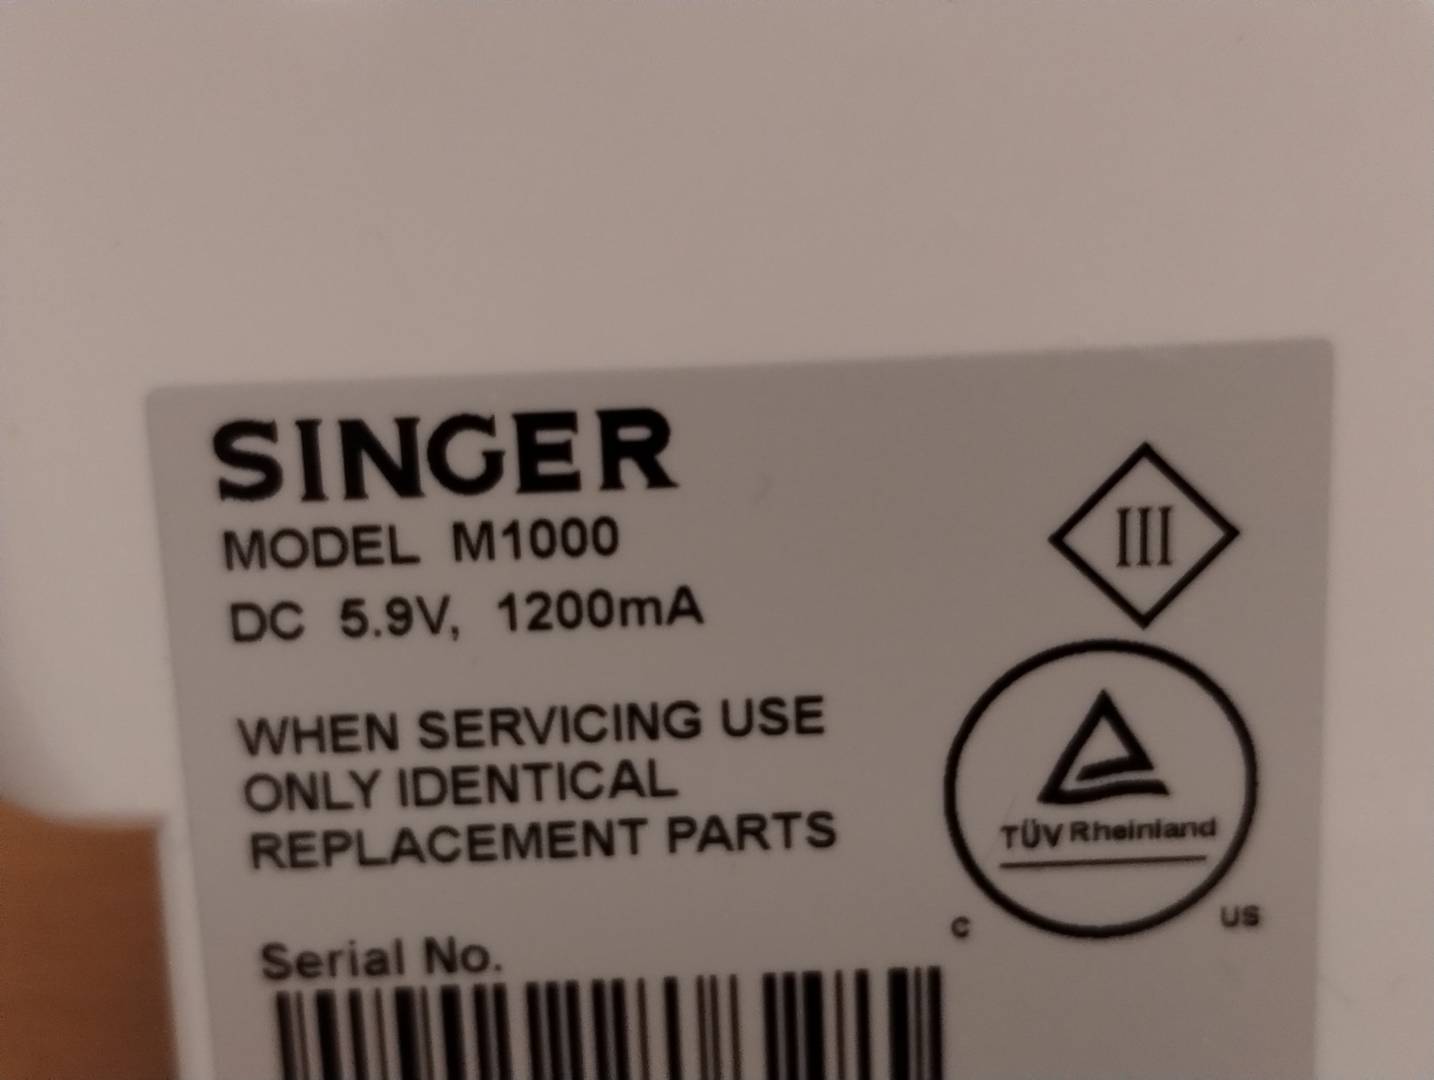 SINGER
MODEL M1000
DC 5.9V, 1200mA
III
WHEN SERVICING USE
ONLY IDENTICAL
REPLACEMENT PARTS
TÜV Rheinland
C US
Serial No.